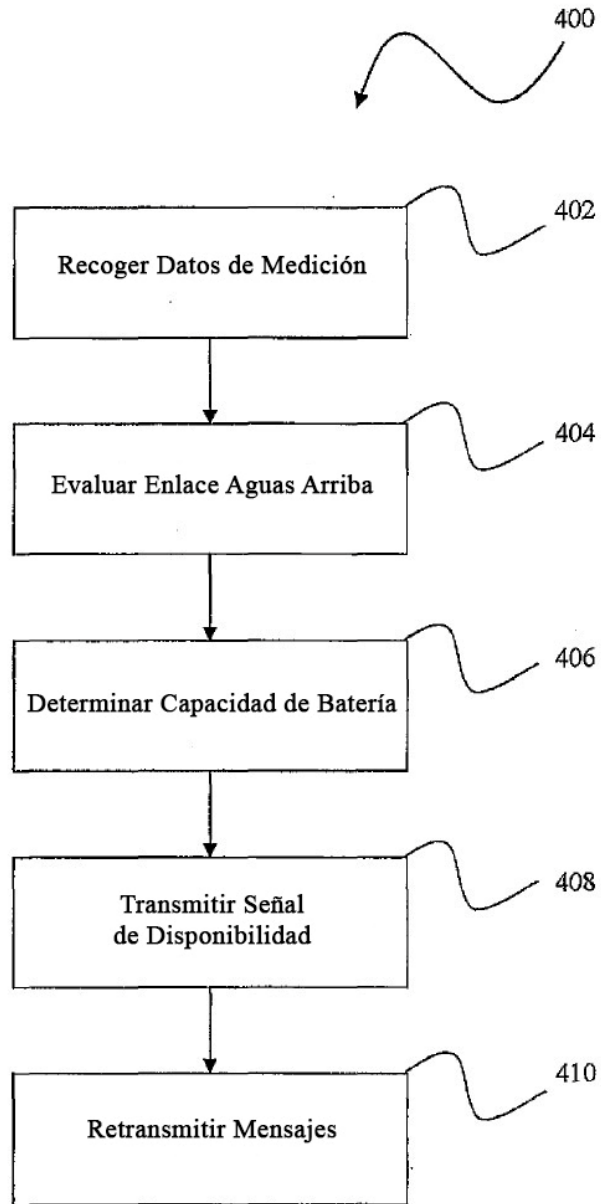 400
402
Recoger Datos de Medición
404
Evaluar Enlace Aguas Arriba
406
Determinar Capacidad de Batería
408
Transmitir Señal
de Disponibilidad
410
Retransmitir Mensajes